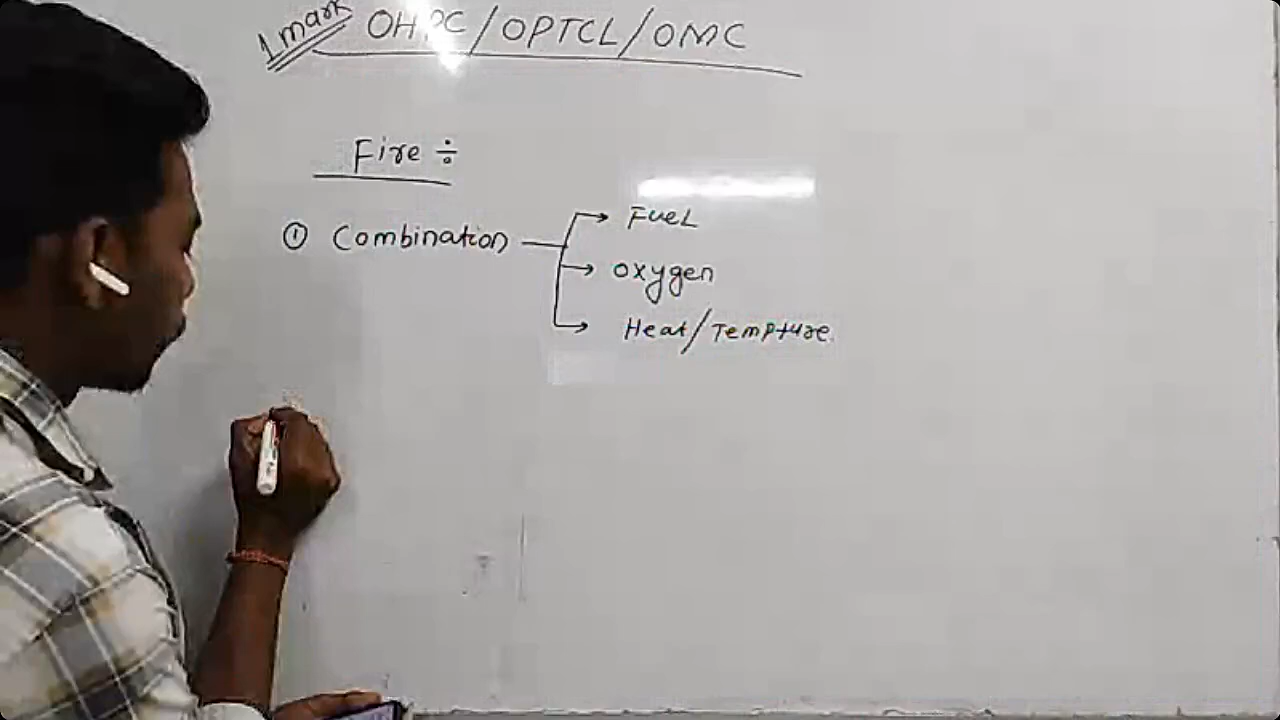 1 mark OHPC/OPTCL/OMC
Fire ÷
① Combination
Fuel
Oxygen
Heat/Tempture.